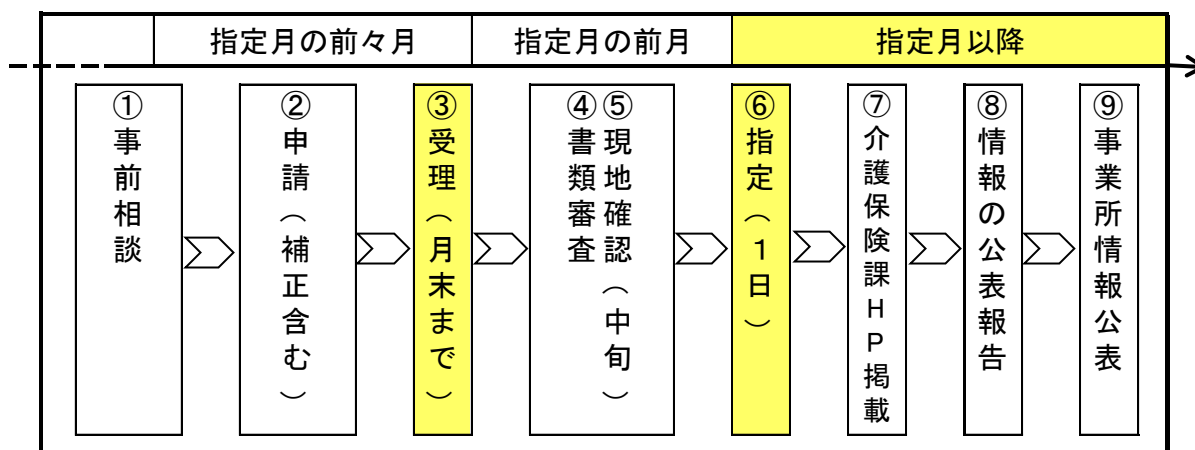 指定月の前々月
指定月の前月
指定月以降
①事前相談
②申請（補正含む）
③受理（月末まで）
④書類審査
⑤現地確認（中旬）
⑥指定（1日）
⑦介護保険課HP掲載
⑧情報の公表報告
⑨事業所情報公表